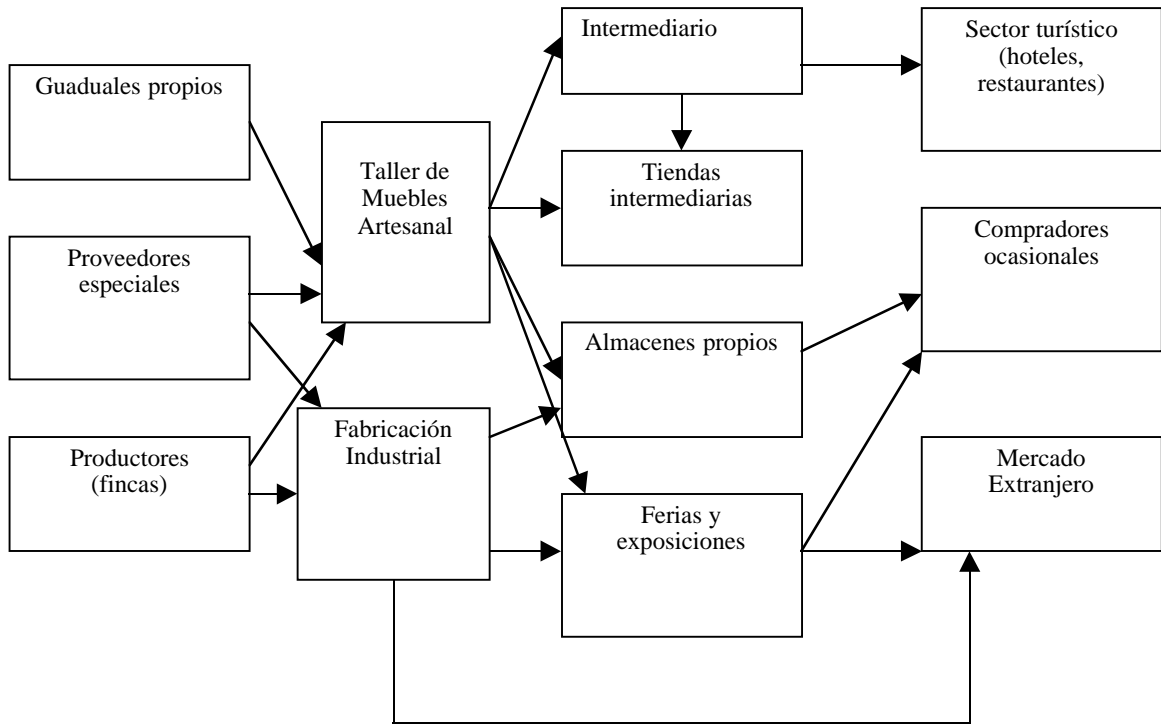 Guaduales propios
Proveedores
especiales
Productores
(fincas)
Taller de
Muebles
Artesanal
Fabricación
Industrial
Intermediario
Tiendas
intermediarias
Almacenes propios
Ferias y
exposiciones
Sector turístico
(hoteles,
restaurantes)
Compradores
ocasionales
Mercado
Extranjero